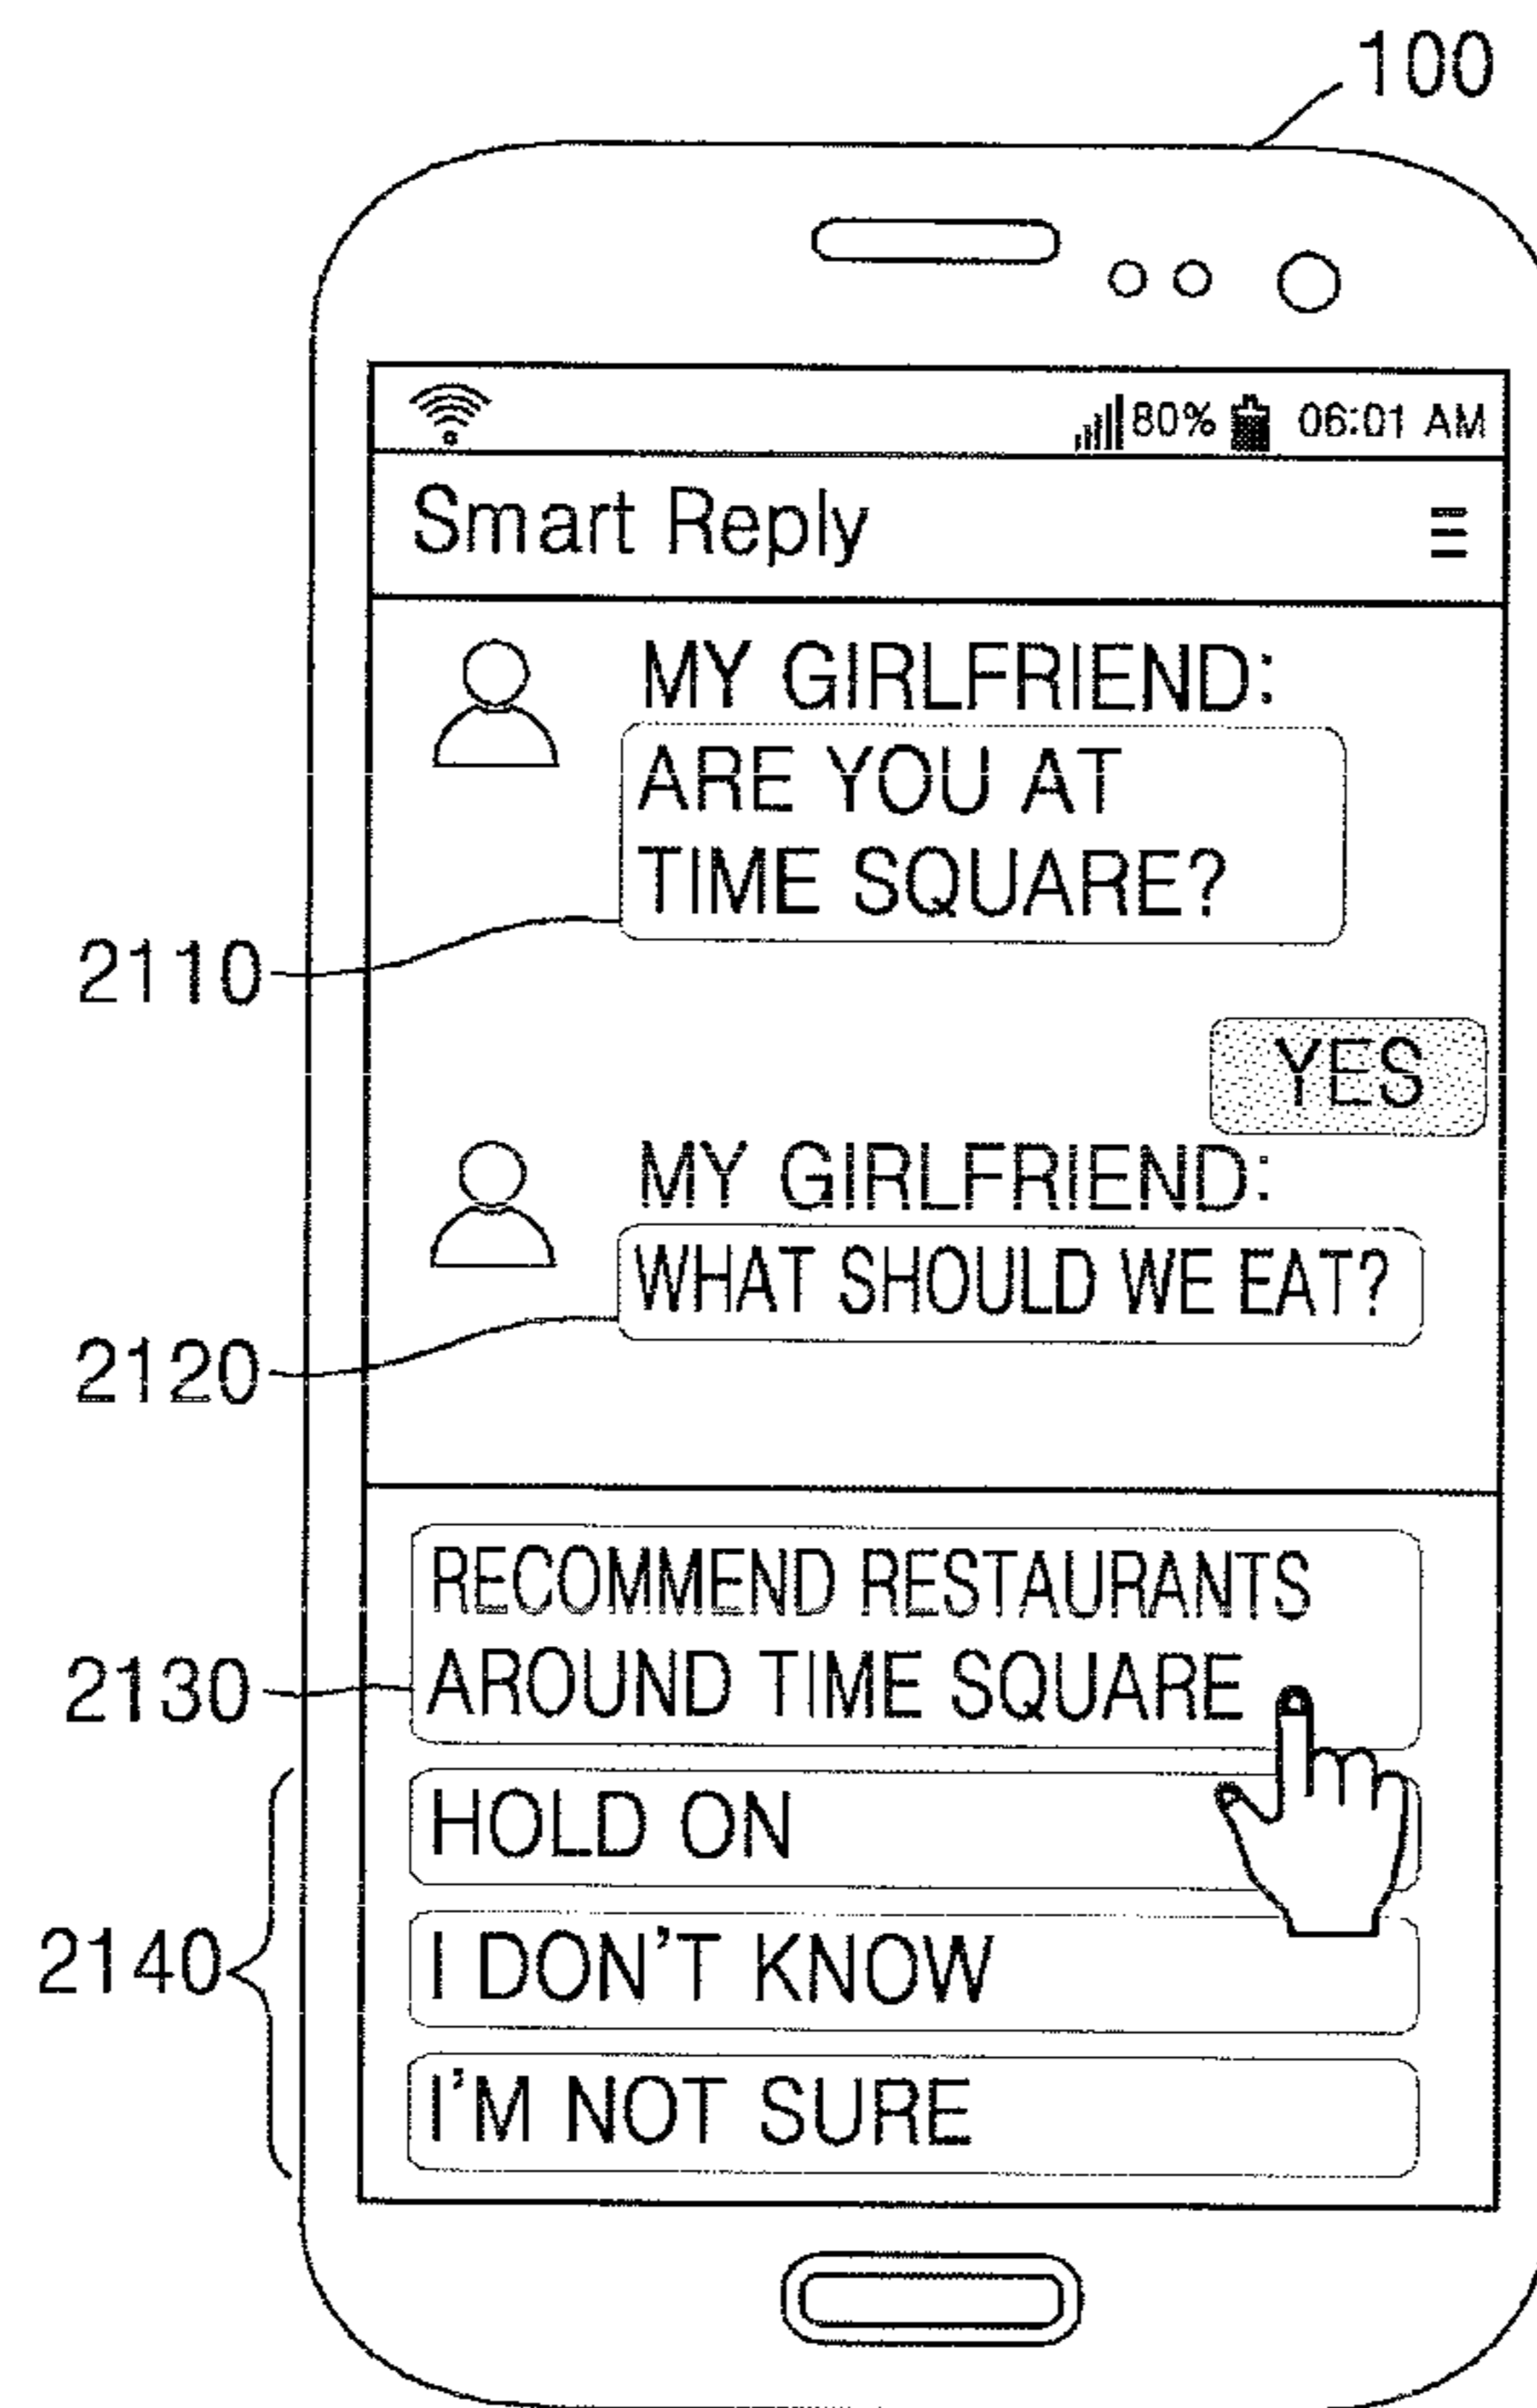 100
80% 06:01 AM
Smart Reply
MY GIRLFRIEND:
ARE YOU AT
TIME SQUARE?
2110
YES
MY GIRLFRIEND:
WHAT SHOULD WE EAT?
2120
RECOMMEND RESTAURANTS
AROUND TIME SQUARE
2130
HOLD ON
2140
I DON'T KNOW
I'M NOT SURE